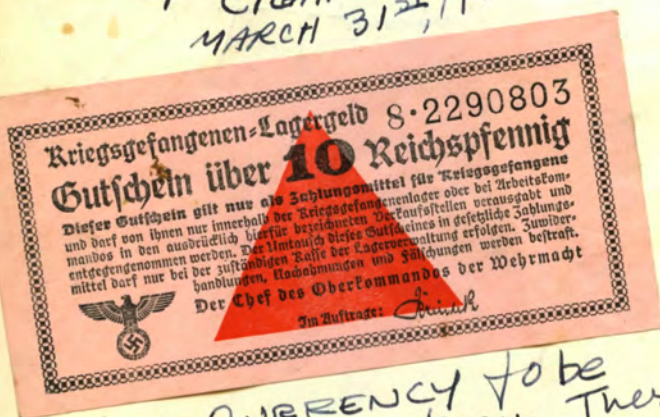 MARCH 31st,
Kriegsgefangenen-Lagergeld 8·2290803
Gutschein über 10 Reichspfennig
Dieser Gutschein gilt nur als Zahlungsmittel für Kriegsgefangene
und darf von ihnen nur innerhalb der Kriegsgefangenenlager oder bei Arbeitskom-
mandos in den ausdrücklich hierfür bezeichneten Verkaufsstellen verausgabt und
entgegengenommen werden. Der Umtausch dieses Gutscheines in gesetzliche Zahlungs-
mittel darf nur bei der zuständigen Kasse der Lagerverwaltung erfolgen. Zuwider-
handlungen, Nachahmungen und Fälschungen werden bestraft.
Der Chef des Oberkommandos der Wehrmacht
Im Auftrage:
CURRENCY to be